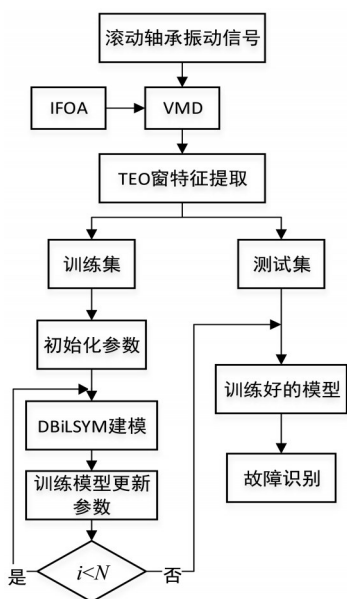 滚动轴承振动信号
IFOA
VMD
TEO窗特征提取
训练集
测试集
初始化参数
训练好的模型
DBiLSYM建模
故障识别
训练模型更新
参数
i<N
是
否